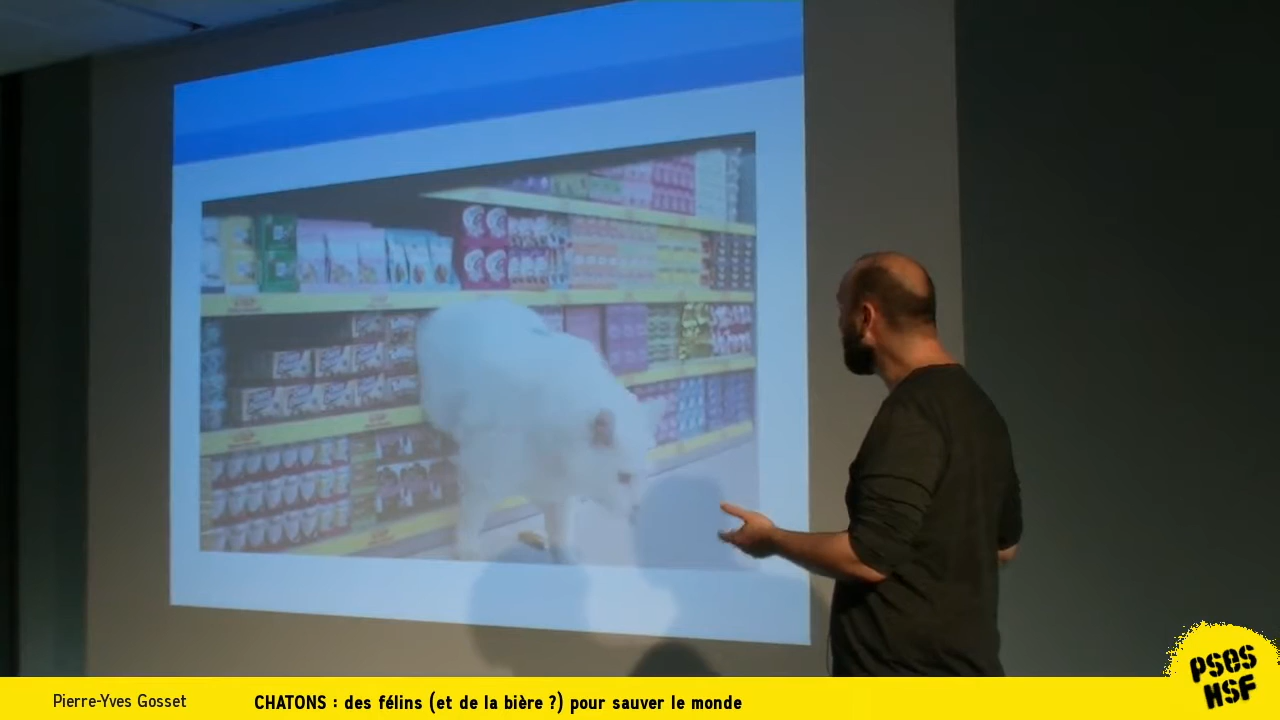 Pierre-Yves Gosset
CHATONS : des félins (et de la bière ?) pour sauver le monde
PSES
HSF